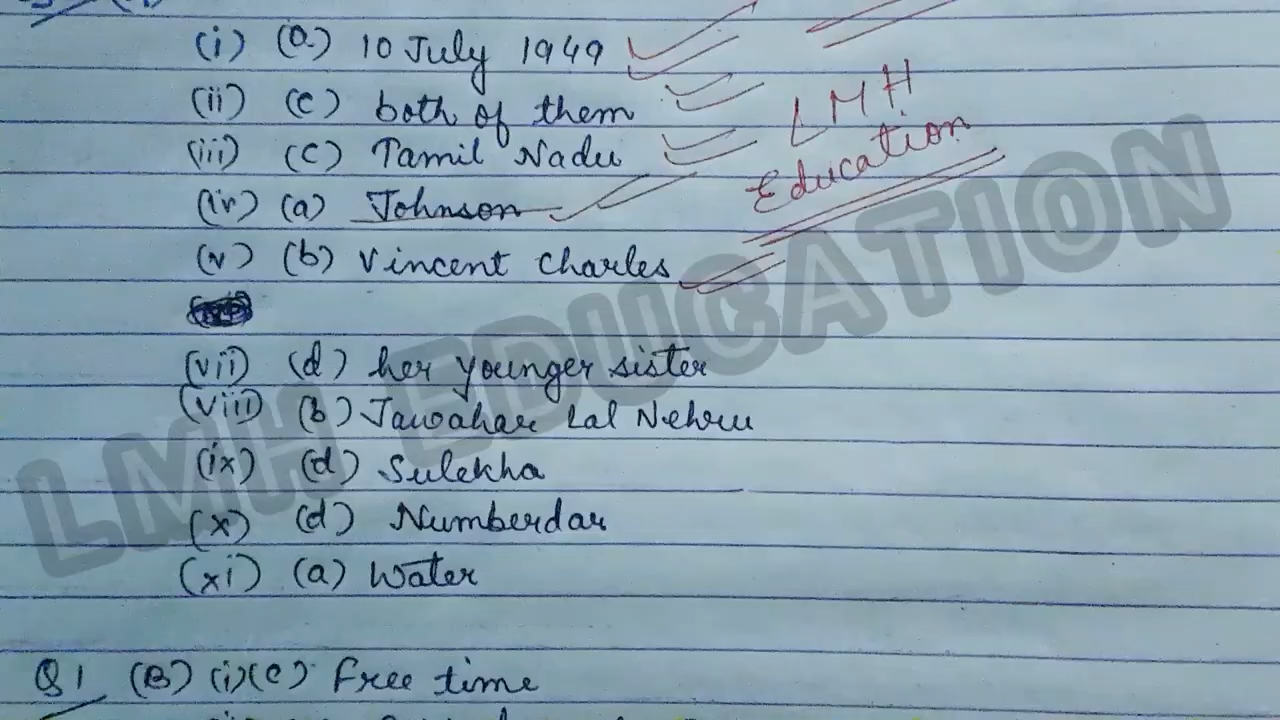 (i) (a) 10 July 1949
(ii) (c) both of them
(iii) (c) Tamil Nadu
(iv) (a) Johnson
(v) (b) Vincent Charles
LMH
Education
(vii) (d) her younger sister
(viii) (b) Jawahar Lal Nehru
(ix) (d) Sulekha
(x) (d) Numberdar
(xi) (a) Water
Q1 (B) (i) (c) Free time
LMH EDUCATION